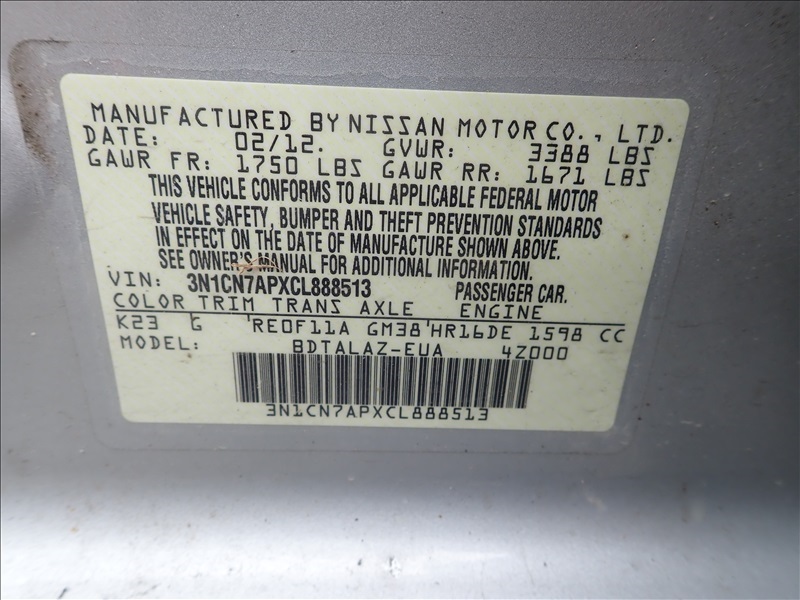 MANUFACTURED BY NISSAN MOTOR CO., LTD.
DATE: 02/12. GVWR: 3388 LBS
GAWR FR: 1750 LBS GAWR RR: 1671 LBS
THIS VEHICLE CONFORMS TO ALL APPLICABLE FEDERAL MOTOR
VEHICLE SAFETY, BUMPER AND THEFT PREVENTION STANDARDS
IN EFFECT ON THE DATE OF MANUFACTURE SHOWN ABOVE.
SEE OWNER'S MANUAL FOR ADDITIONAL INFORMATION.
VIN: 3N1CN7APXCL888513 PASSENGER CAR.
COLOR TRIM TRANS AXLE ENGINE
K23 G RE0F11A GM38 HR16DE 1598 CC
MODEL: BDTALAZ-EUA 4Z000
3N1CN7APXCL888513